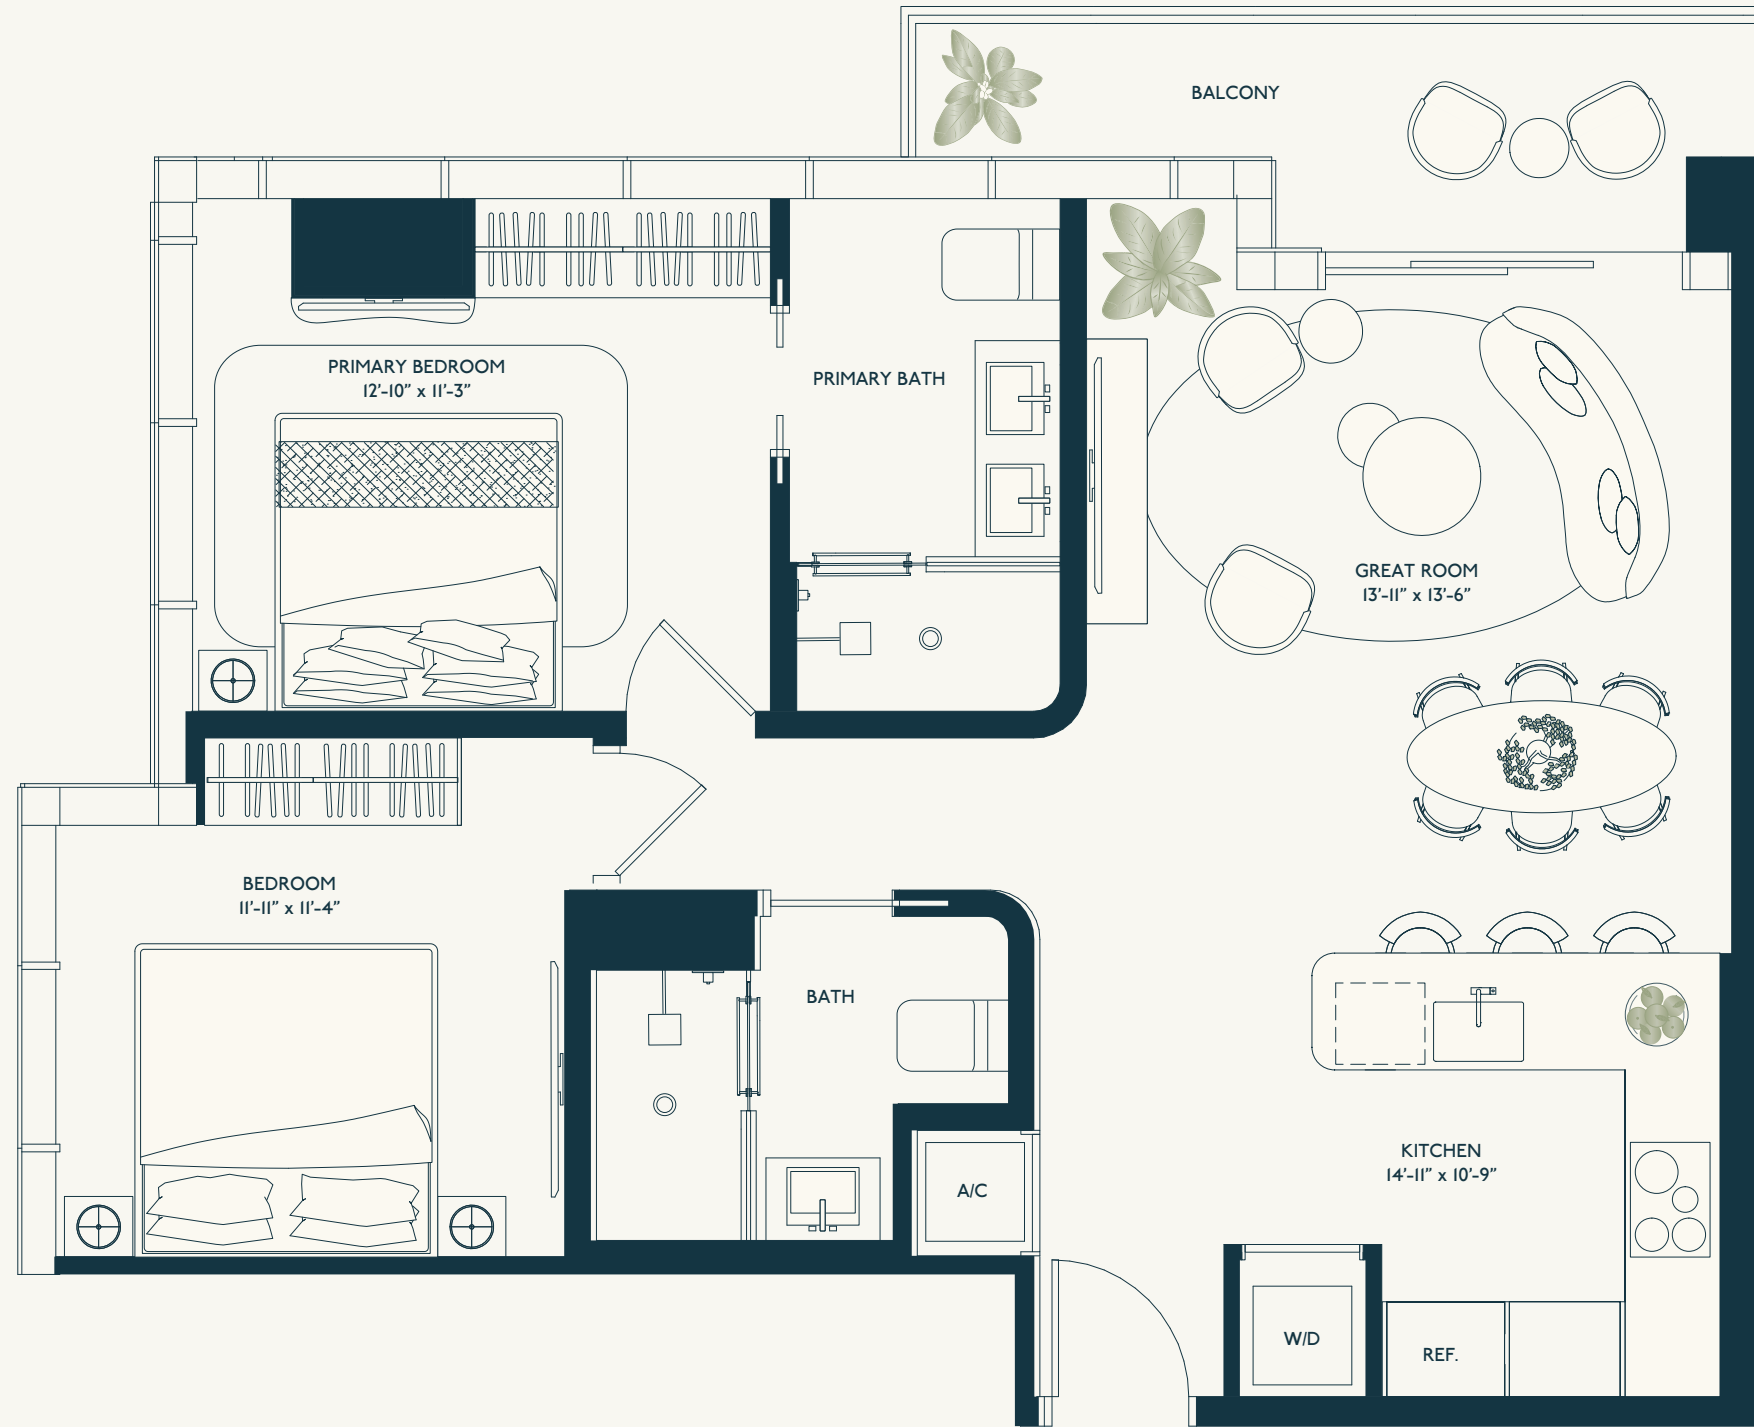 BALCONY
PRIMARY BEDROOM
12'-10" x 11'-3"
PRIMARY BATH
GREAT ROOM
13'-11" x 13'-6"
BEDROOM
11'-11" x 11'-4"
BATH
KITCHEN
14'-11" x 10'-9"
A/C
W/D
REF.